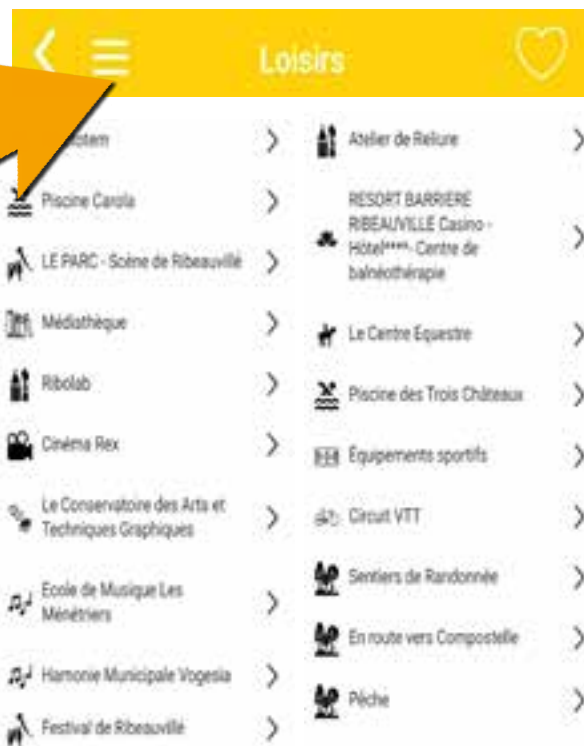 Loisirs
Piscine Carola
LE PARC - Scène de Ribeauvillé
Médiathèque
Ribolab
Cinéma Rex
Le Conservatoire des Arts et
Techniques Graphiques
Ecole de Musique Les
Ménétriers
Harmonie Municipale Vogesia
Festival de Ribeauvillé
Atelier de Reliure
RESORT BARRIERE
RIBEAUVILLE Casino -
Hôtel****- Centre de
balnéothérapie
Le Centre Equestre
Piscine des Trois Châteaux
Équipements sportifs
Circuit VTT
Sentiers de Randonnée
En route vers Compostelle
Pêche